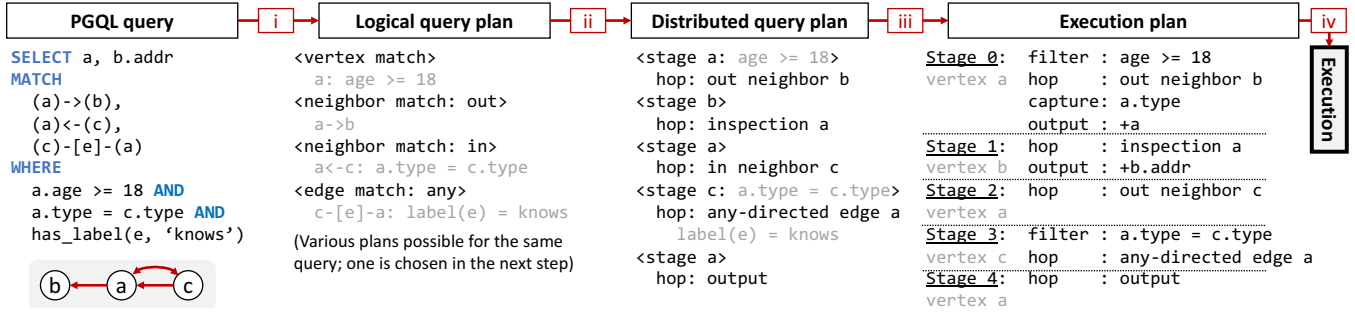 PGQL query
i
Logical query plan
ii
Distributed query plan
iii
Execution plan
iv
SELECT a, b.addr
MATCH
(a)->(b),
(a)<-(c),
(c)-[e]-(a)
WHERE
a.age >= 18 AND
a.type = c.type AND
has_label(e, ‘knows’)
b
a
c
<vertex match>
a: age >= 18
<neighbor match: out>
a->b
<neighbor match: in>
a<-c: a.type = c.type
<edge match: any>
c-[e]-a: label(e) = knows
(Various plans possible for the same
query; one is chosen in the next step)
<stage a: age >= 18>
hop: out neighbor b
<stage b>
hop: inspection a
<stage a>
hop: in neighbor c
<stage c: a.type = c.type>
hop: any-directed edge a
label(e) = knows
<stage a>
hop: output
Stage 0: filter : age >= 18
vertex a hop : out neighbor b
capture: a.type
output : +a
Stage 1: hop : inspection a
vertex b output : +b.addr
Stage 2: hop : out neighbor c
vertex a
Stage 3: filter : a.type = c.type
vertex c hop : any-directed edge a
Stage 4: hop : output
vertex a
Execution